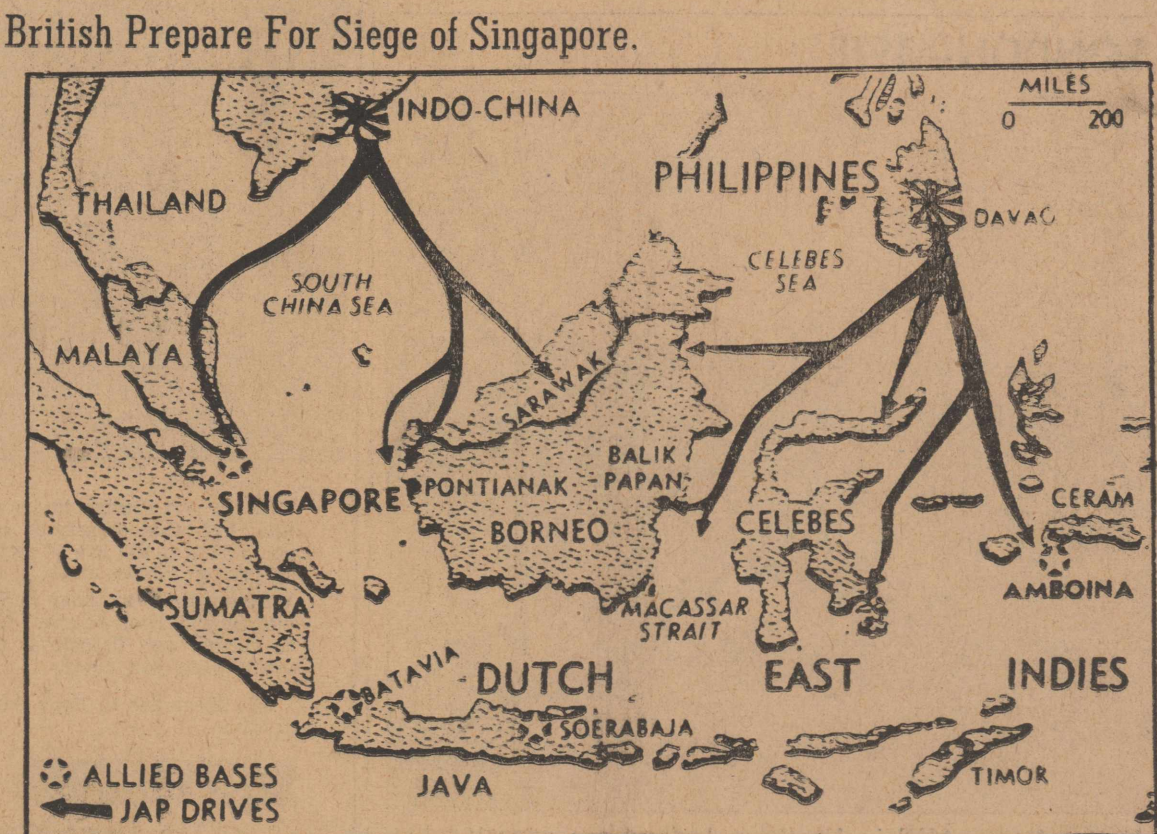 British Prepare For Siege of Singapore.
MILES
0 200
INDO-CHINA
PHILIPPINES
THAILAND
DAVAO
CELEBES
SEA
SOUTH
CHINA SEA
MALAYA
SARAWAK
BALIK
PAPAN
SINGAPORE
PONTIANAK
CERAM
BORNEO
CELEBES
AMBOINA
SUMATRA
MACASSAR
STRAIT
BATAVIA
DUTCH EAST INDIES
SOERABAJA
ALLIED BASES
JAVA
TIMOR
JAP DRIVES